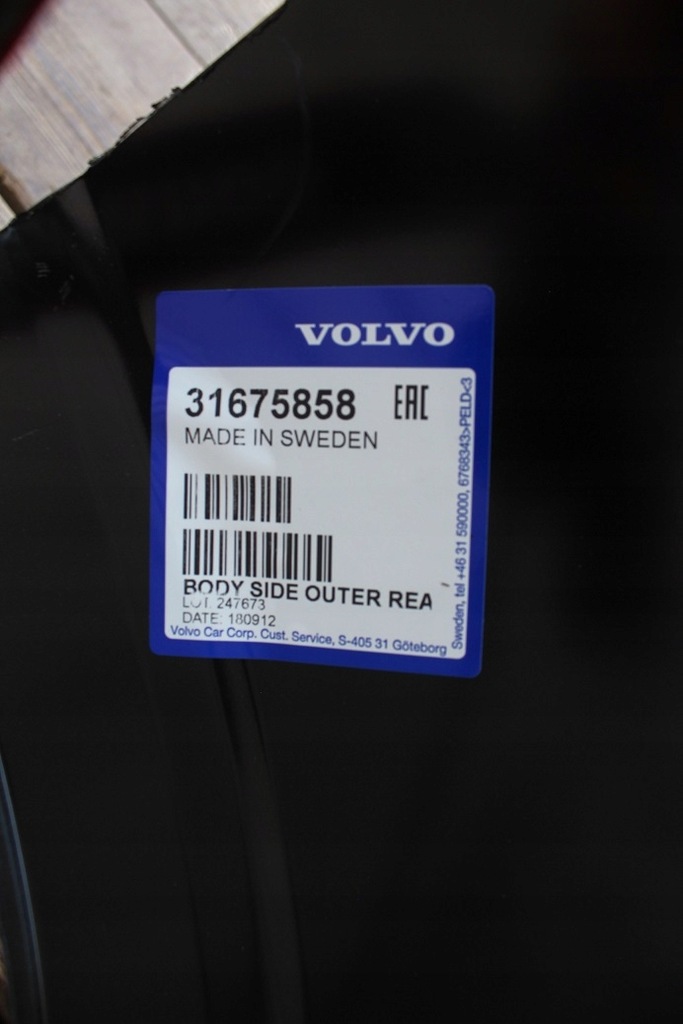 VOLVO
31675858 EAC
MADE IN SWEDEN
BODY SIDE OUTER REA
LOT: 247673
DATE: 180912
Volvo Car Corp. Cust. Service, S-405 31 Göteborg
Sweden, tel +46 31 590000, 6768343>PELD<3